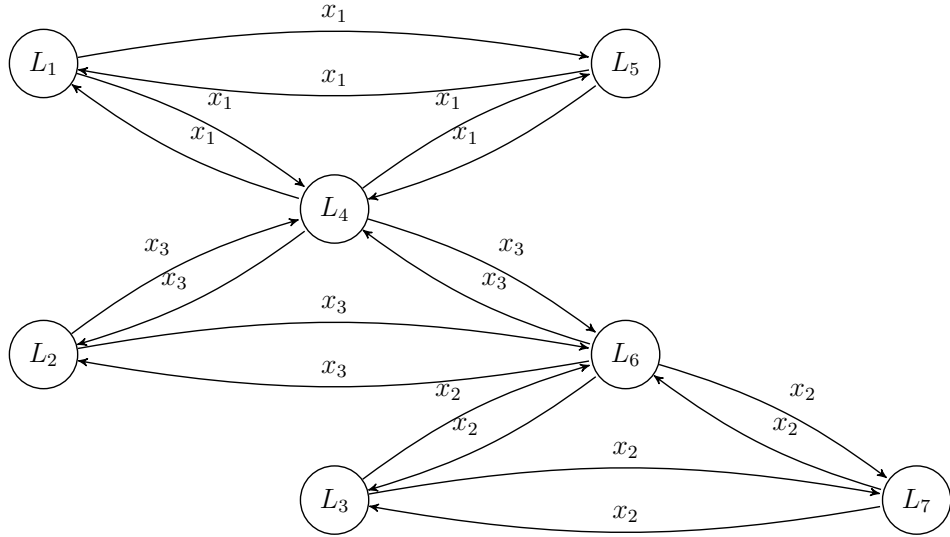 x₁
L₁ L₅
x₁
x₁ x₁
x₁ x₁
L₄
x₃ x₃
x₃ x₃
x₃
L₂ L₆
x₃
x₂ x₂
x₂ x₂
x₂
L₃ L₇
x₂